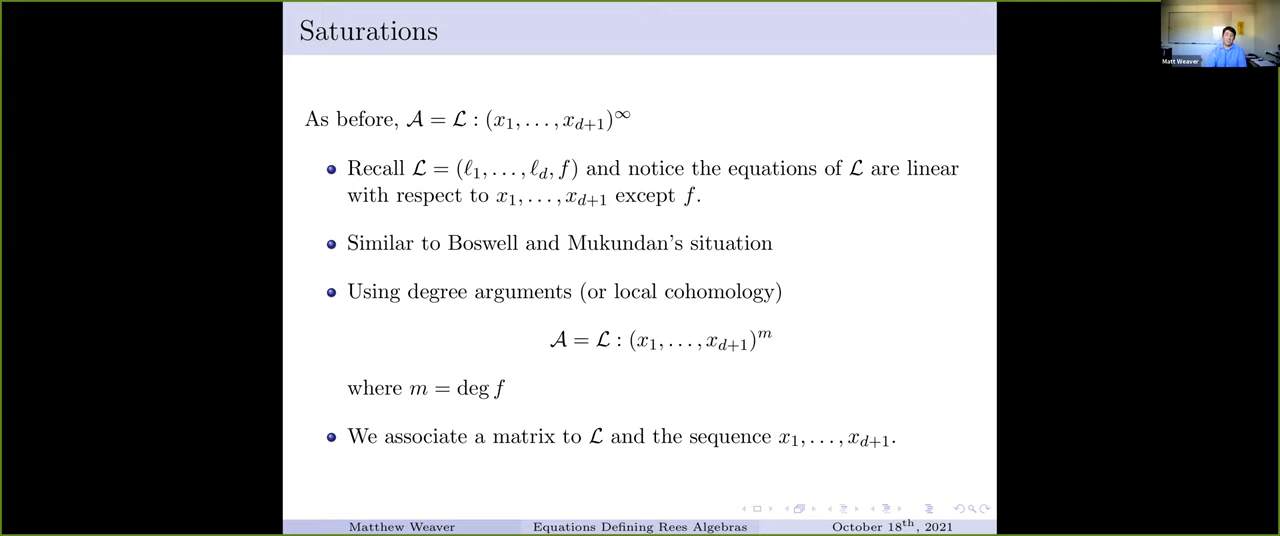 Saturations
Matt Weaver
As before, 𝒜 = ℒ : (x₁, . . . , x_{d+1})^∞
Recall ℒ = (ℓ₁, . . . , ℓ_d, f) and notice the equations of ℒ are linear
with respect to x₁, . . . , x_{d+1} except f.
Similar to Boswell and Mukundan's situation
Using degree arguments (or local cohomology)
𝒜 = ℒ : (x₁, . . . , x_{d+1})^m
where m = deg f
We associate a matrix to ℒ and the sequence x₁, . . . , x_{d+1}.
Matthew Weaver Equations Defining Rees Algebras October 18th, 2021